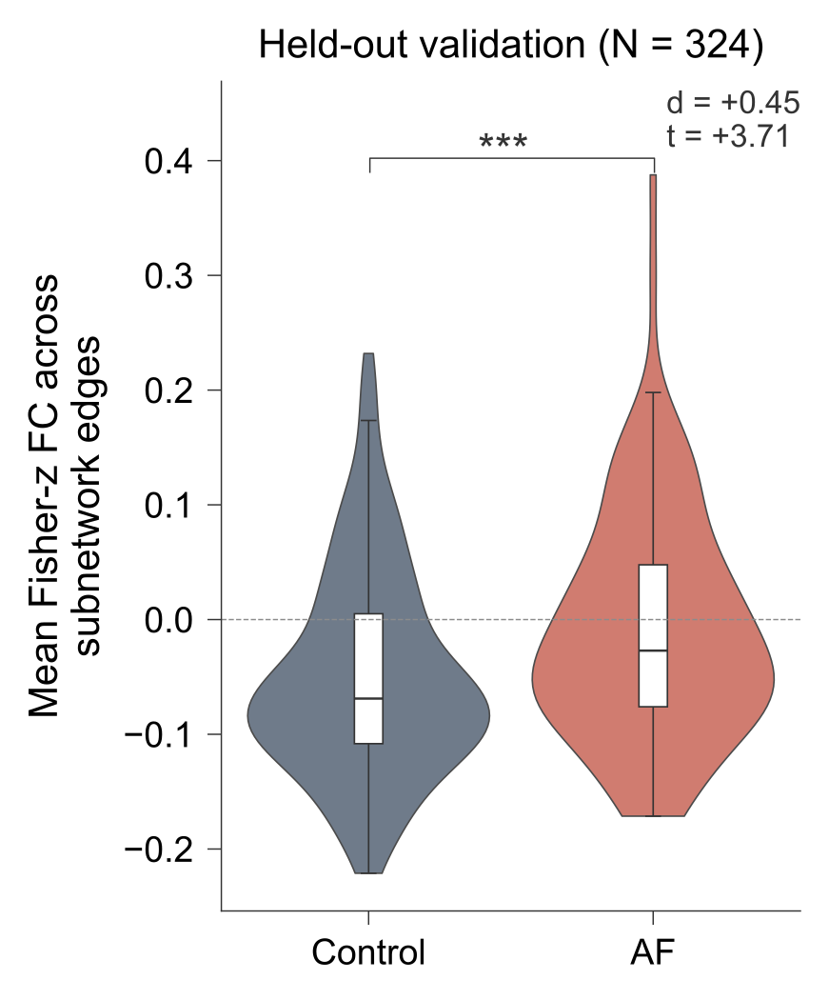 Held-out validation (N = 324)
d = +0.45
t = +3.71
***
0.4
0.3
0.2
0.1
0.0
−0.1
−0.2
Mean Fisher-z FC across
subnetwork edges
Control
AF